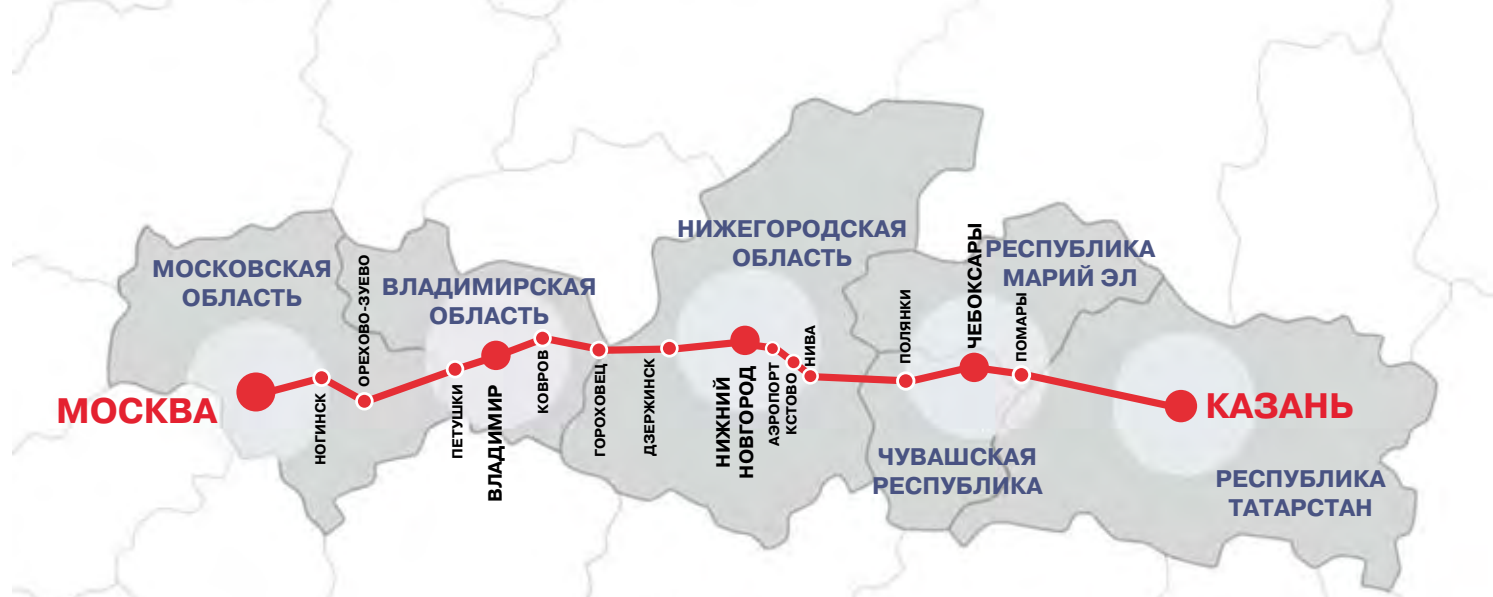 МОСКОВСКАЯ
ОБЛАСТЬ
МОСКВА
НОГИНСК
ОРЕХОВО-ЗУЕВО
ВЛАДИМИРСКАЯ
ОБЛАСТЬ
ПЕТУШКИ
ВЛАДИМИР
КОВРОВ
ГОРОХОВЕЦ
ДЗЕРЖИНСК
НИЖЕГОРОДСКАЯ
ОБЛАСТЬ
НИЖНИЙ
НОВГОРОД
АЭРОПОРТ
КСТОВО
НИВА
ПОЛЯНКИ
ЧЕБОКСАРЫ
ЧУВАШСКАЯ
РЕСПУБЛИКА
РЕСПУБЛИКА
МАРИЙ ЭЛ
ПОМАРЫ
КАЗАНЬ
РЕСПУБЛИКА
ТАТАРСТАН